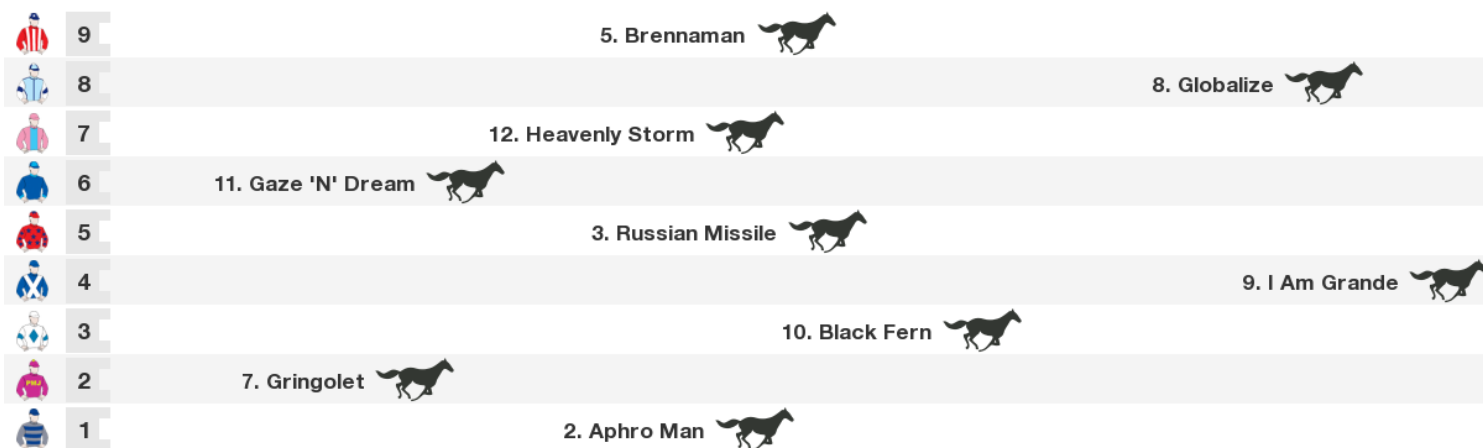 9 5. Brennaman
8 8. Globalize
7 12. Heavenly Storm
6 11. Gaze 'N' Dream
5 3. Russian Missile
4 9. I Am Grande
3 10. Black Fern
PMJ 2 7. Gringolet
1 2. Aphro Man